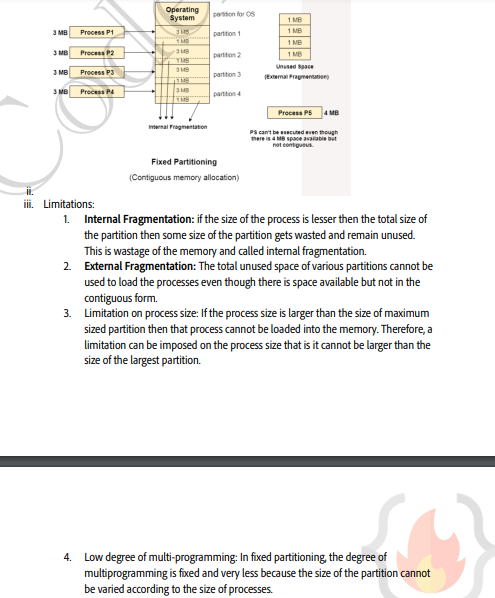 Operating
System
partition for OS
3 MB Process P1
3 MB
1 MB
partition 1
3 MB Process P2
3 MB
1 MB
partition 2
3 MB Process P3
3 MB
1 MB
partition 3
3 MB Process P4
3 MB
1 MB
partition 4
Internal Fragmentation
1 MB
1 MB
1 MB
1 MB
Unused Space
(External Fragmentation)
Process P5 4 MB
P5 can't be executed even though
there is 4 MB space available but
not contiguous.
Fixed Partitioning
(Contiguous memory allocation)
ii.
iii. Limitations:
1. Internal Fragmentation: if the size of the process is lesser then the total size of
the partition then some size of the partition gets wasted and remain unused.
This is wastage of the memory and called internal fragmentation.
2. External Fragmentation: The total unused space of various partitions cannot be
used to load the processes even though there is space available but not in the
contiguous form.
3. Limitation on process size: If the process size is larger than the size of maximum
sized partition then that process cannot be loaded into the memory. Therefore, a
limitation can be imposed on the process size that is it cannot be larger than the
size of the largest partition.
4. Low degree of multi-programming: In fixed partitioning, the degree of
multiprogramming is fixed and very less because the size of the partition cannot
be varied according to the size of processes.